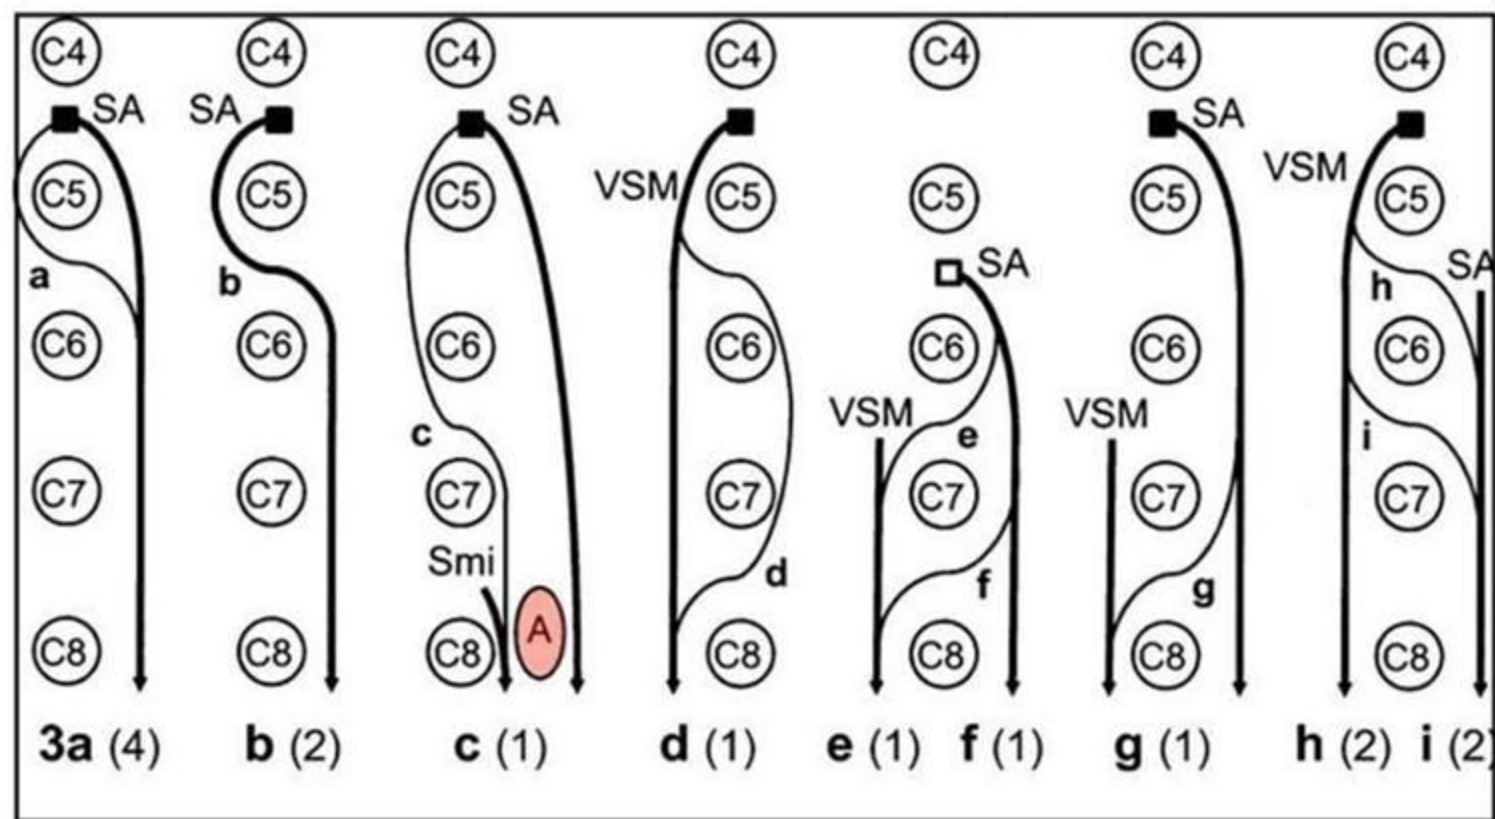 C4 C4 C4 C4 C4 C4 C4
SA SA SA SA
C5 C5 C5 VSM C5 C5 C5 VSM C5
a b SA h SA
C6 C6 C6 C6 C6 C6 C6
c VSM e VSM i
C7 C7 C7 C7 C7 C7 C7
Smi d f g
C8 C8 C8 A C8 C8 C8 C8
3a (4) b (2) c (1) d (1) e (1) f (1) g (1) h (2) i (2)